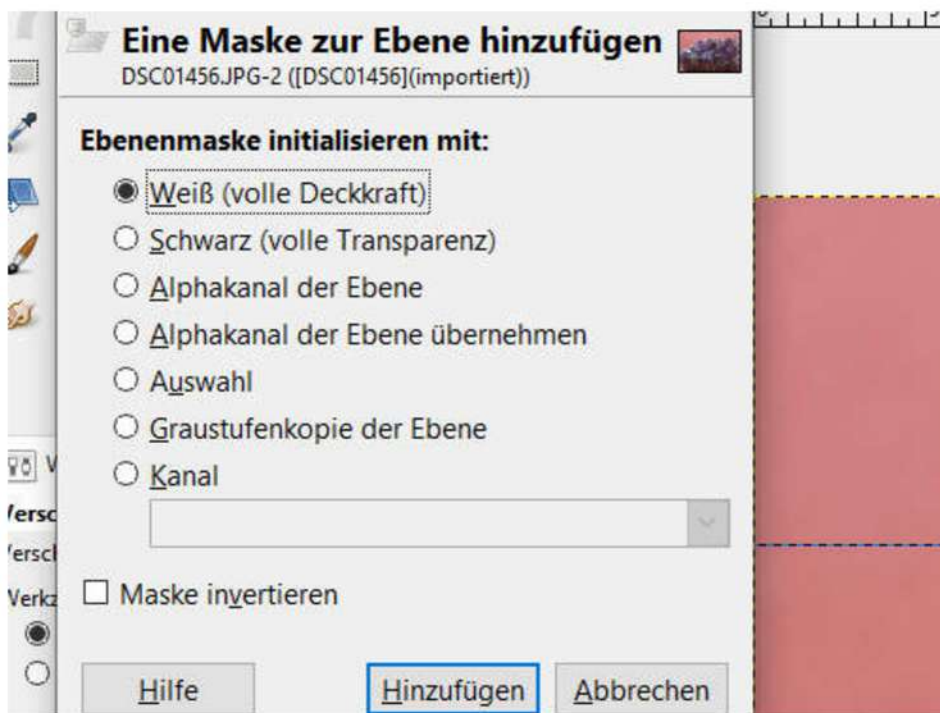 Eine Maske zur Ebene hinzufügen
DSC01456.JPG-2 ([DSC01456](importiert))
Ebenenmaske initialisieren mit:
Weiß (volle Deckkraft)
Schwarz (volle Transparenz)
Alphakanal der Ebene
Alphakanal der Ebene übernehmen
Auswahl
Graustufenkopie der Ebene
Kanal
Maske invertieren
Hilfe Hinzufügen Abbrechen